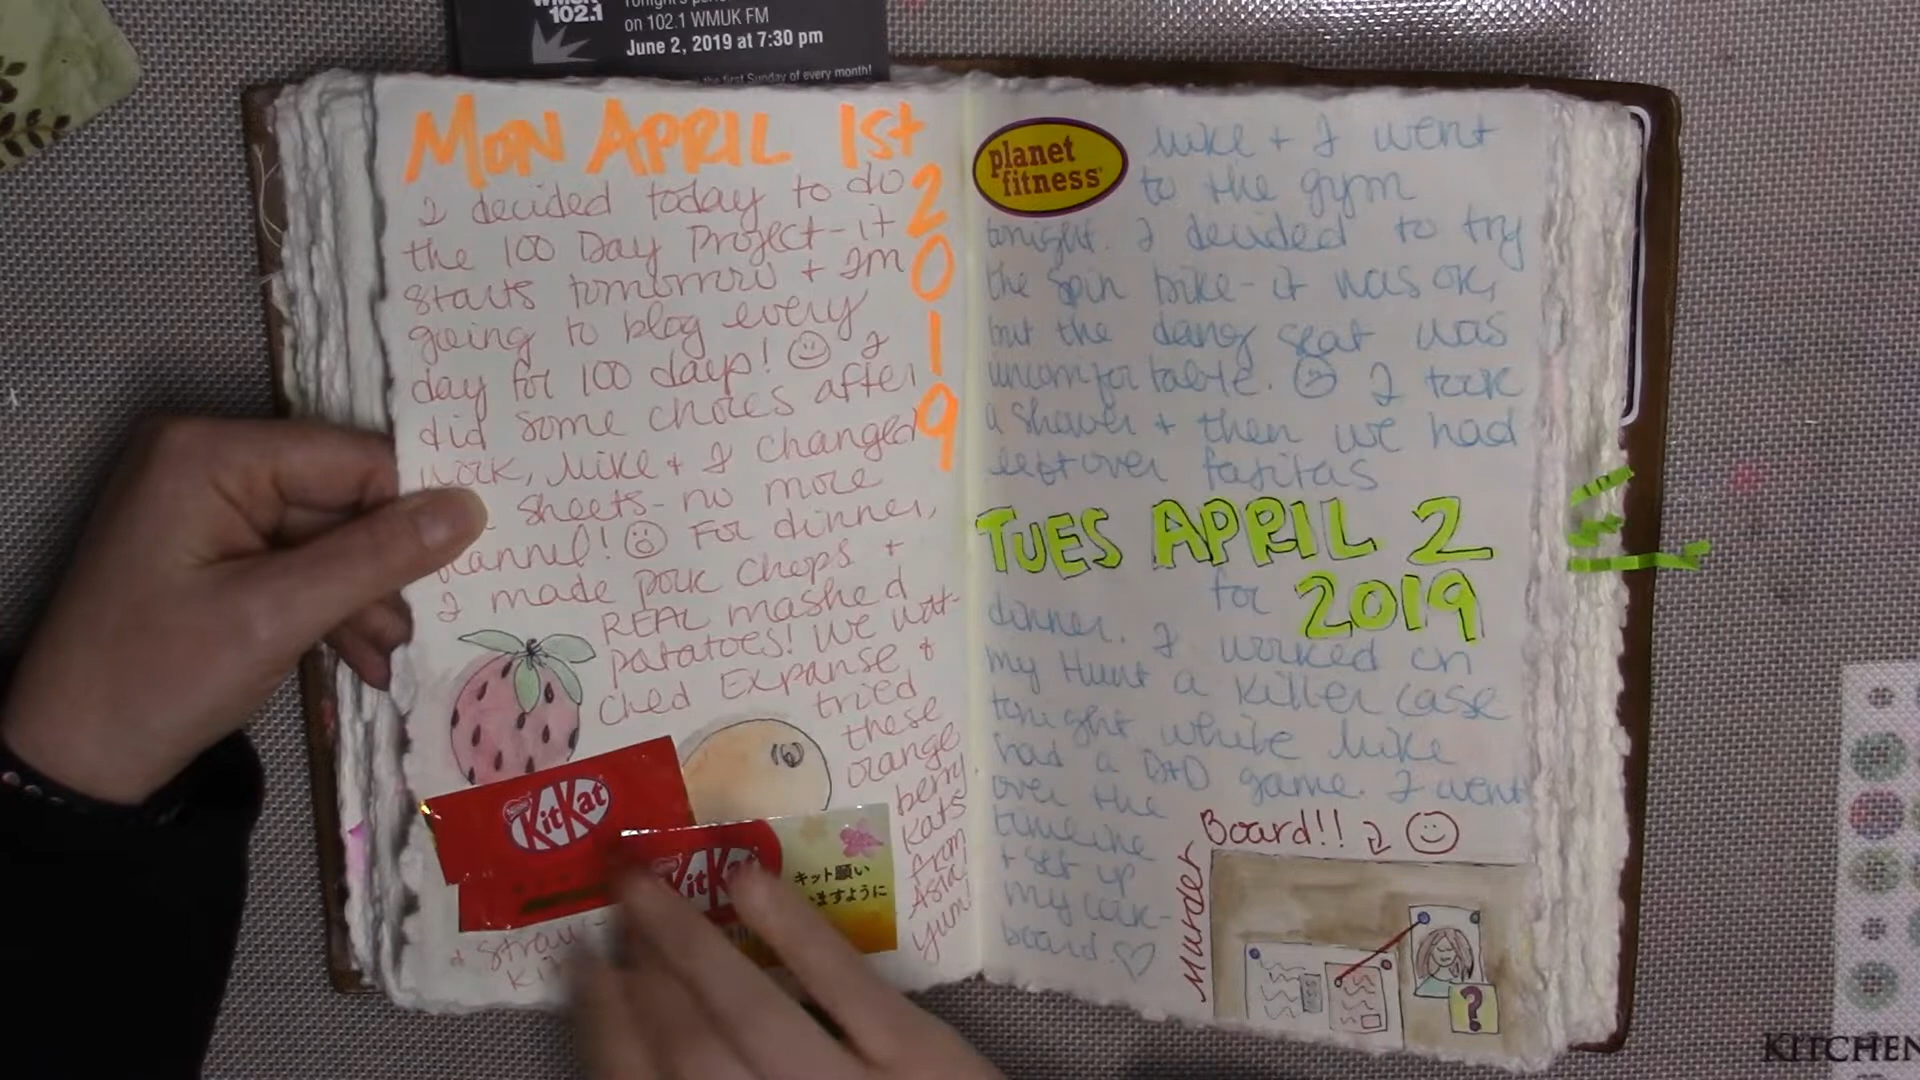 102.1
on 102.1 WMUK FM
June 2, 2019 at 7:30 pm
the first Sunday of every month!
MON APRIL 1st
2019
I decided today to do
the 100 Day Project - it
starts tomorrow + Im
going to blog every
day for 100 days! I
did some chores after
work, Mike + I changed
sheets - no more
flannel! For dinner,
I made pork chops +
REAL mashed
potatoes! We wat-
ched Expanse +
tried
these
orange
berry
Kats
from
Asia!
yum!
+ straw-
Ki
KitKat
KitKat
キット願い
ますように
planet
fitness
Mike + I went
to the gym
tonight. I decided to try
the spin bike - it was ok,
but the dang seat was
uncomfortable. I took
a shower + then we had
leftover fajitas
TUES APRIL 2
2019
for
dinner. I worked on
my Hunt a Killer case
tonight while Mike
had a D+D game. I went
over the
timeline
+ set up
my cork-
board
Murder
Board!!
?
KITCHEN